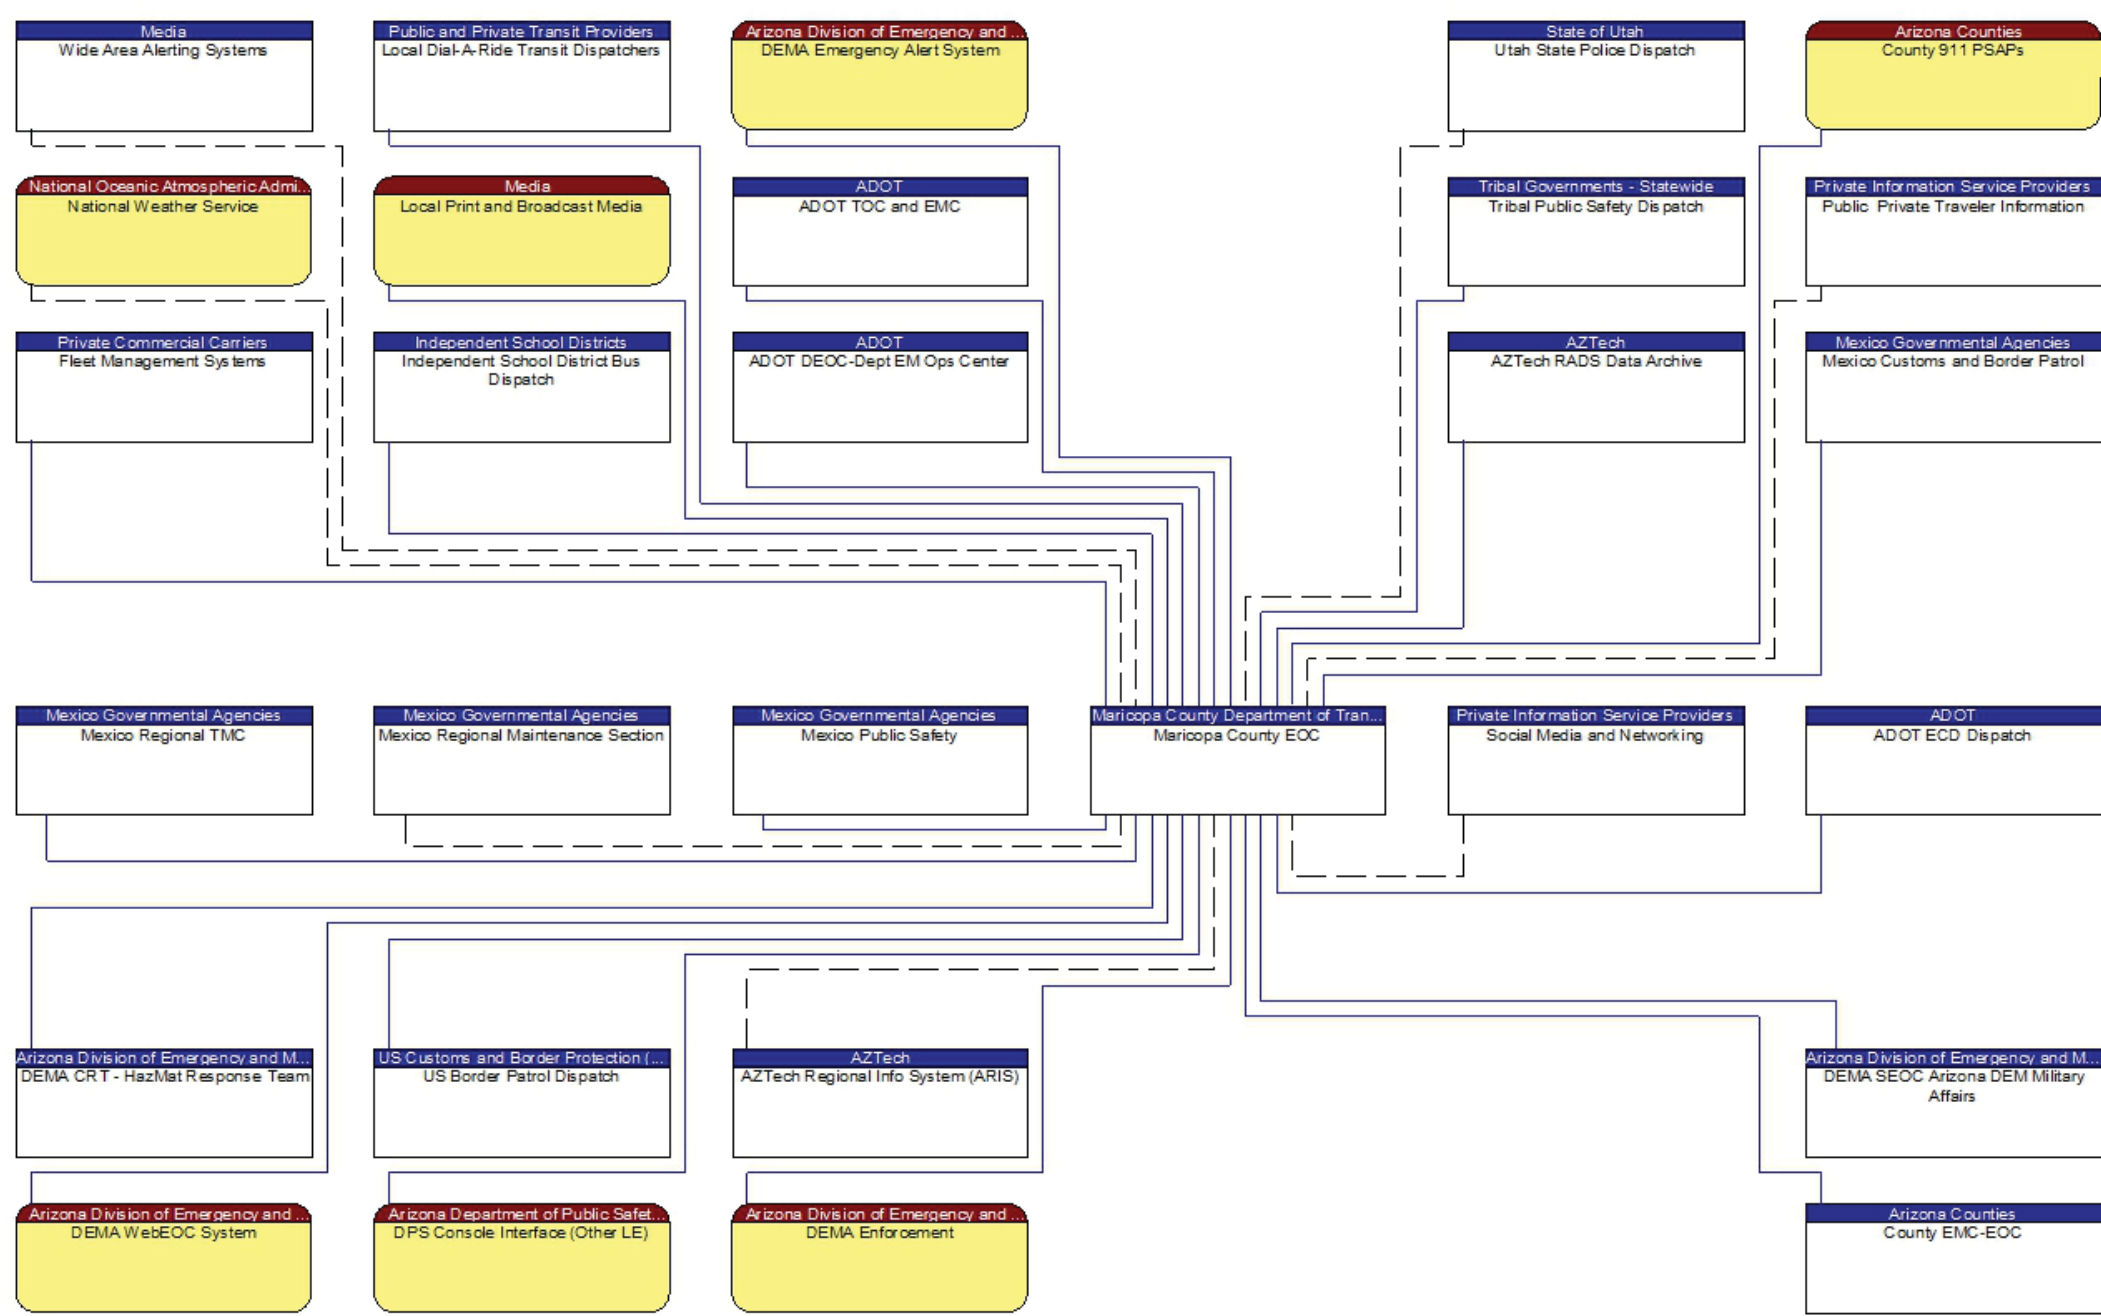 Media
Wide Area Alerting Systems
Public and Private Transit Providers
Local Dial-A-Ride Transit Dispatchers
Arizona Division of Emergency and ...
DEMA Emergency Alert System
State of Utah
Utah State Police Dispatch
Arizona Counties
County 911 PSAPs
National Oceanic Atmospheric Admi...
National Weather Service
Media
Local Print and Broadcast Media
ADOT
ADOT TOC and EMC
Tribal Governments - Statewide
Tribal Public Safety Dispatch
Private Information Service Providers
Public Private Traveler Information
Private Commercial Carriers
Fleet Management Systems
Independent School Districts
Independent School District Bus
Dispatch
ADOT
ADOT DEOC-Dept EM Ops Center
AZTech
AZTech RADS Data Archive
Mexico Governmental Agencies
Mexico Customs and Border Patrol
Mexico Governmental Agencies
Mexico Regional TMC
Mexico Governmental Agencies
Mexico Regional Maintenance Section
Mexico Governmental Agencies
Mexico Public Safety
Maricopa County Department of Tran...
Maricopa County EOC
Private Information Service Providers
Social Media and Networking
ADOT
ADOT ECD Dispatch
Arizona Division of Emergency and M...
DEMA CRT - HazMat Response Team
US Customs and Border Protection (...
US Border Patrol Dispatch
AZTech
AZTech Regional Info System (ARIS)
Arizona Division of Emergency and M...
DEMA SEOC Arizona DEM Military
Affairs
Arizona Division of Emergency and ...
DEMA WebEOC System
Arizona Department of Public Safet...
DPS Console Interface (Other LE)
Arizona Division of Emergency and ...
DEMA Enforcement
Arizona Counties
County EMC-EOC